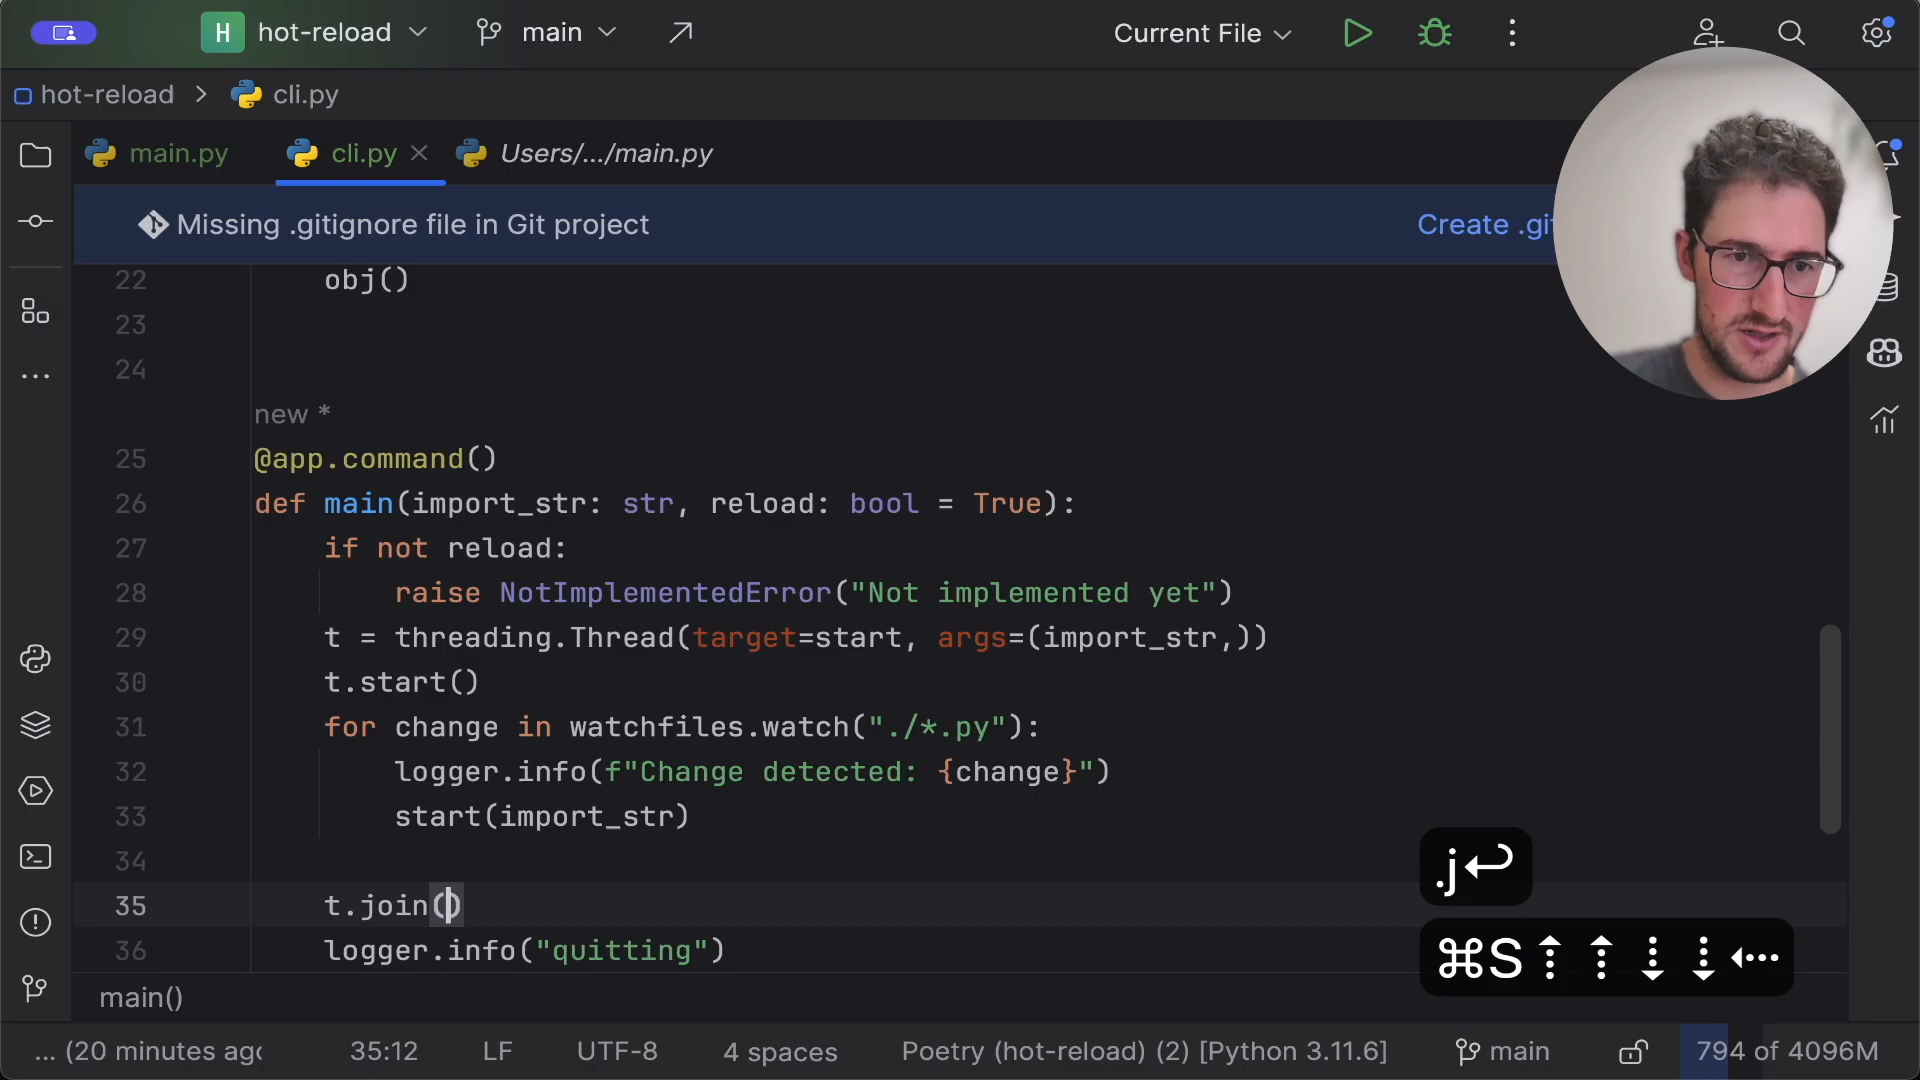 H hot-reload main Current File
hot-reload > cli.py
main.py cli.py Users/.../main.py
Missing .gitignore file in Git project Create .git
22 obj()
23
24
new *
25 @app.command()
26 def main(import_str: str, reload: bool = True):
27 if not reload:
28 raise NotImplementedError("Not implemented yet")
29 t = threading.Thread(target=start, args=(import_str,))
30 t.start()
31 for change in watchfiles.watch("./*.py"):
32 logger.info(f"Change detected: {change}")
33 start(import_str)
34
35 t.join()
36 logger.info("quitting")
.j↩
⌘S⇡⇡⇣⇣⇠
main()
... (20 minutes ago 35:12 LF UTF-8 4 spaces Poetry (hot-reload) (2) [Python 3.11.6] main 794 of 4096M